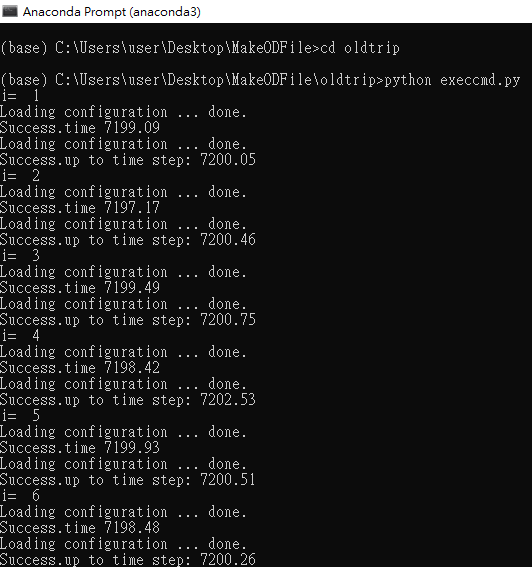 Anaconda Prompt (anaconda3)
(base) C:\Users\user\Desktop\MakeODFile>cd oldtrip
(base) C:\Users\user\Desktop\MakeODFile\oldtrip>python execcmd.py
i=  1
Loading configuration ... done.
Success.time 7199.09
Loading configuration ... done.
Success.up to time step: 7200.05
i=  2
Loading configuration ... done.
Success.time 7197.17
Loading configuration ... done.
Success.up to time step: 7200.46
i=  3
Loading configuration ... done.
Success.time 7199.49
Loading configuration ... done.
Success.up to time step: 7200.75
i=  4
Loading configuration ... done.
Success.time 7198.42
Loading configuration ... done.
Success.up to time step: 7202.53
i=  5
Loading configuration ... done.
Success.time 7199.93
Loading configuration ... done.
Success.up to time step: 7200.51
i=  6
Loading configuration ... done.
Success.time 7198.48
Loading configuration ... done.
Success.up to time step: 7200.26